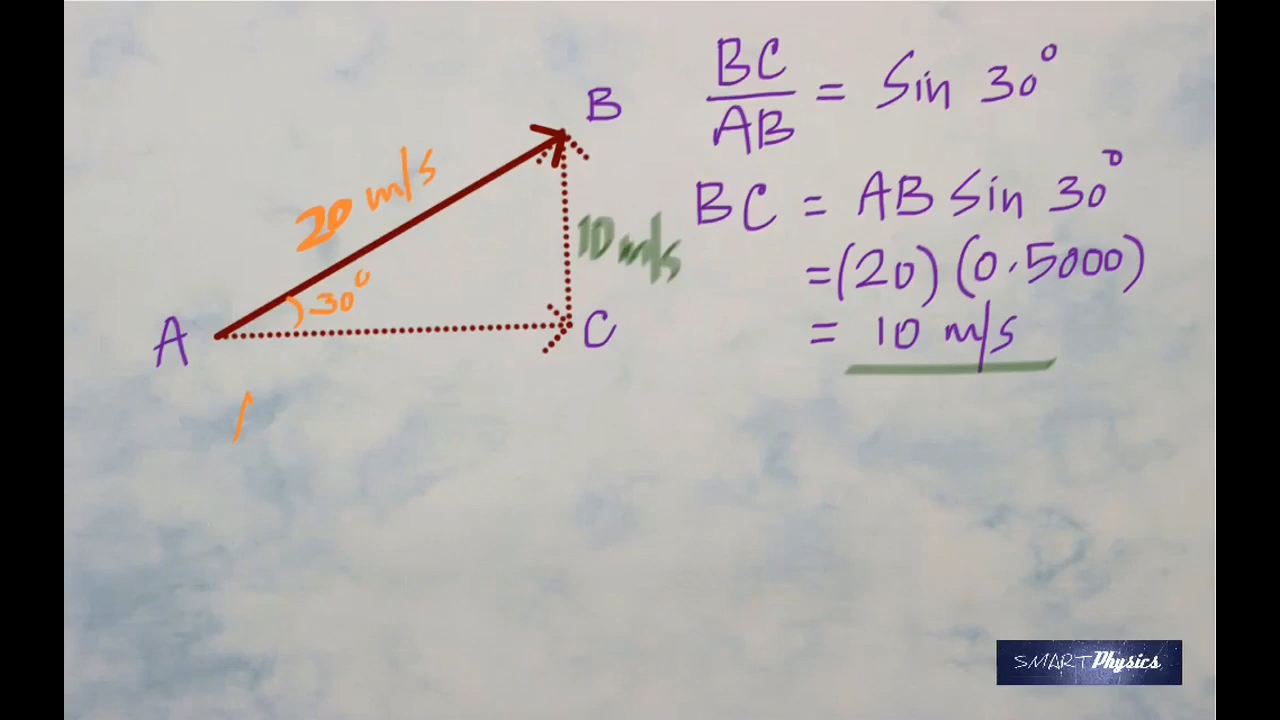 B
20 m/s
10 m/s
30°
A
C
BC/AB = Sin 30°
BC = AB Sin 30°
=(20) (0.5000)
= 10 m/s
SMART Physics